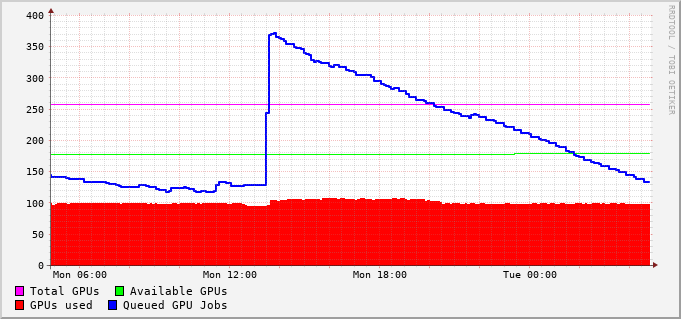 400
350
300
250
200
150
100
50
0
Mon 06:00 Mon 12:00 Mon 18:00 Tue 00:00
Total GPUs Available GPUs
GPUs used Queued GPU Jobs
RRDTOOL / TOBI OETIKER